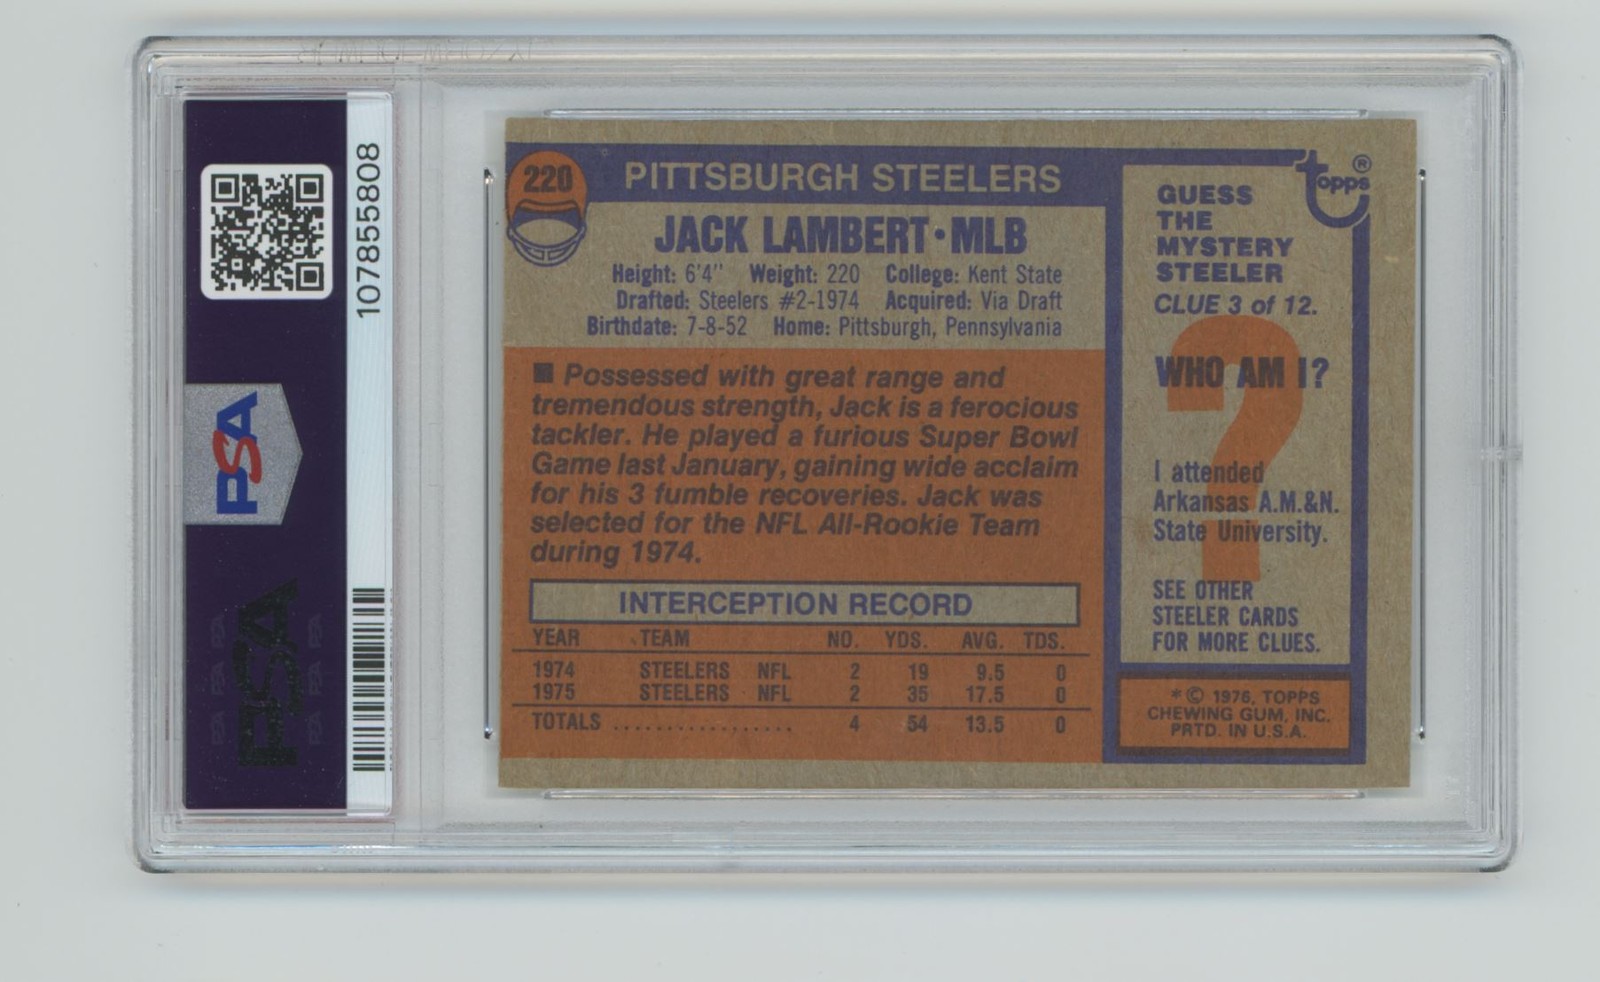 107855808
PSA
PSA
220
PITTSBURGH STEELERS
JACK LAMBERT • MLB
Height: 6'4" Weight: 220 College: Kent State
Drafted: Steelers #2-1974 Acquired: Via Draft
Birthdate: 7-8-52 Home: Pittsburgh, Pennsylvania
■ Possessed with great range and
tremendous strength, Jack is a ferocious
tackler. He played a furious Super Bowl
Game last January, gaining wide acclaim
for his 3 fumble recoveries. Jack was
selected for the NFL All-Rookie Team
during 1974.
INTERCEPTION RECORD
YEAR TEAM NO. YDS. AVG. TDS.
1974 STEELERS NFL 2 19 9.5 0
1975 STEELERS NFL 2 35 17.5 0
TOTALS ................. 4 54 13.5 0
topps®
GUESS
THE
MYSTERY
STEELER
CLUE 3 of 12.
?
WHO AM I?
I attended
Arkansas A.M.&N.
State University.
SEE OTHER
STEELER CARDS
FOR MORE CLUES.
*© 1976, TOPPS
CHEWING GUM, INC.
PRTD. IN U.S.A.